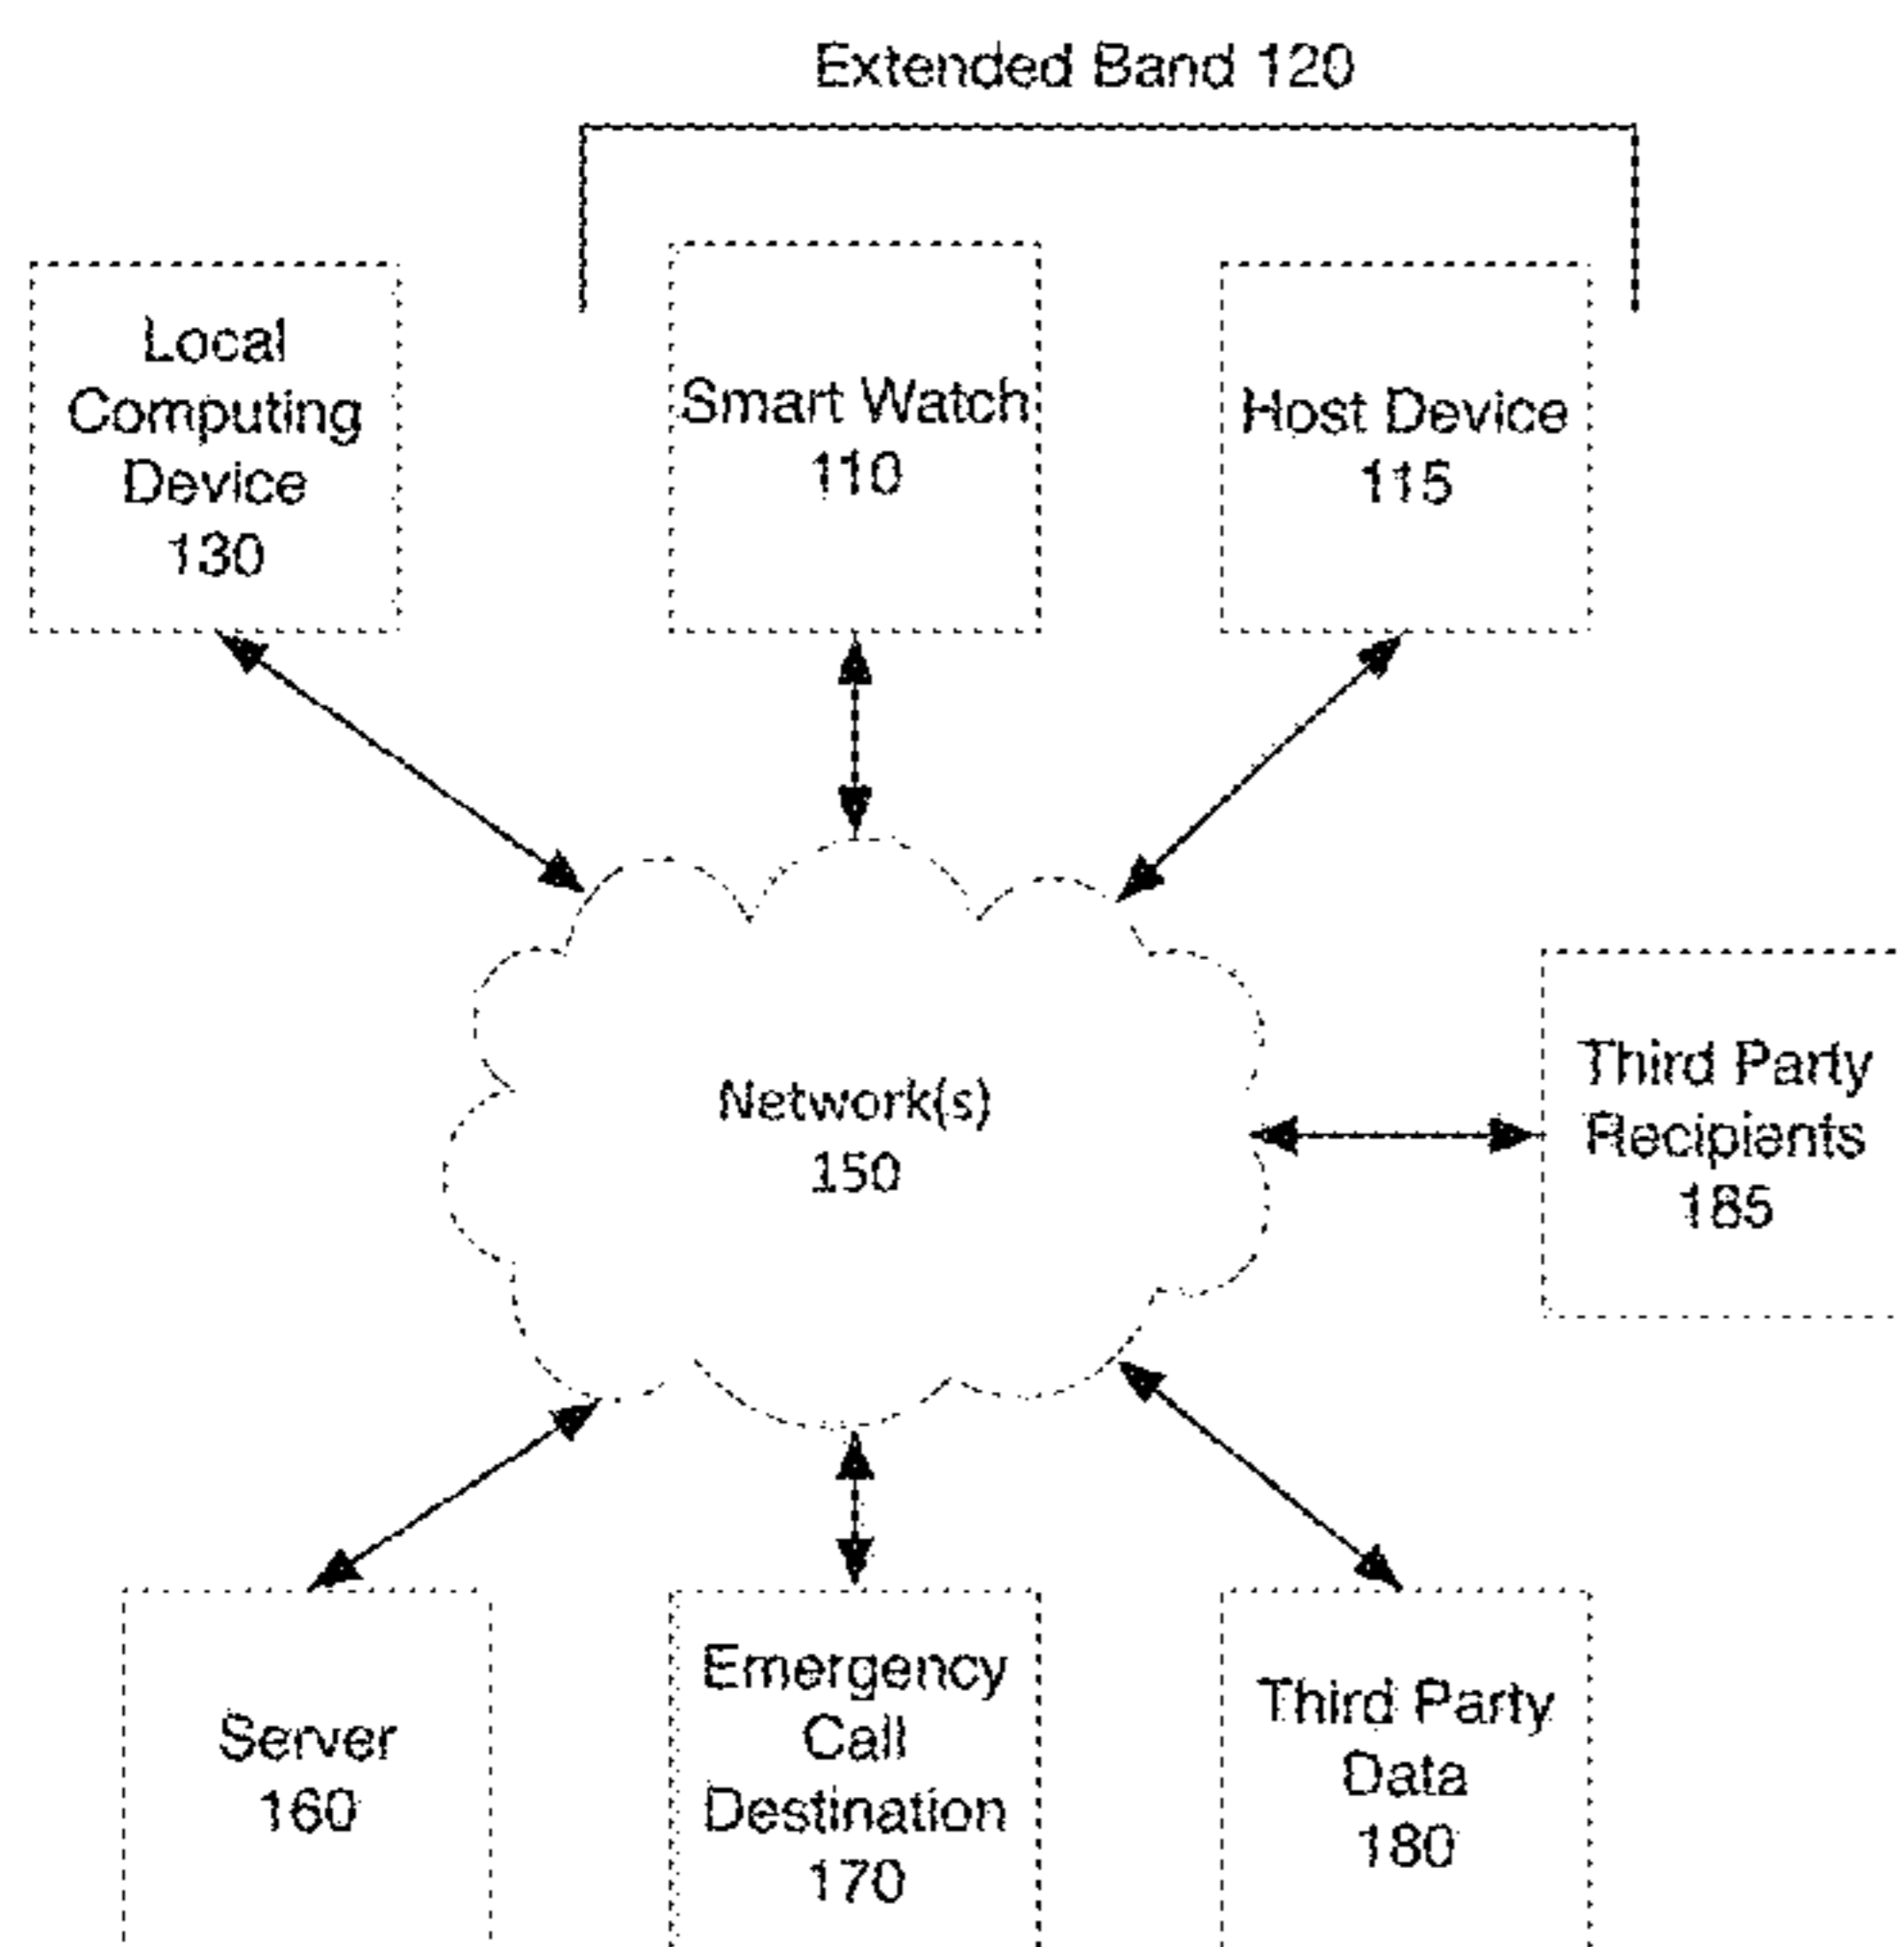 Extended Band 120
Local
Computing
Device
130
Smart Watch
110
Host Device
115
Network(s)
150
Third Party
Recipients
185
Server
160
Emergency
Call
Destination
170
Third Party
Data
180